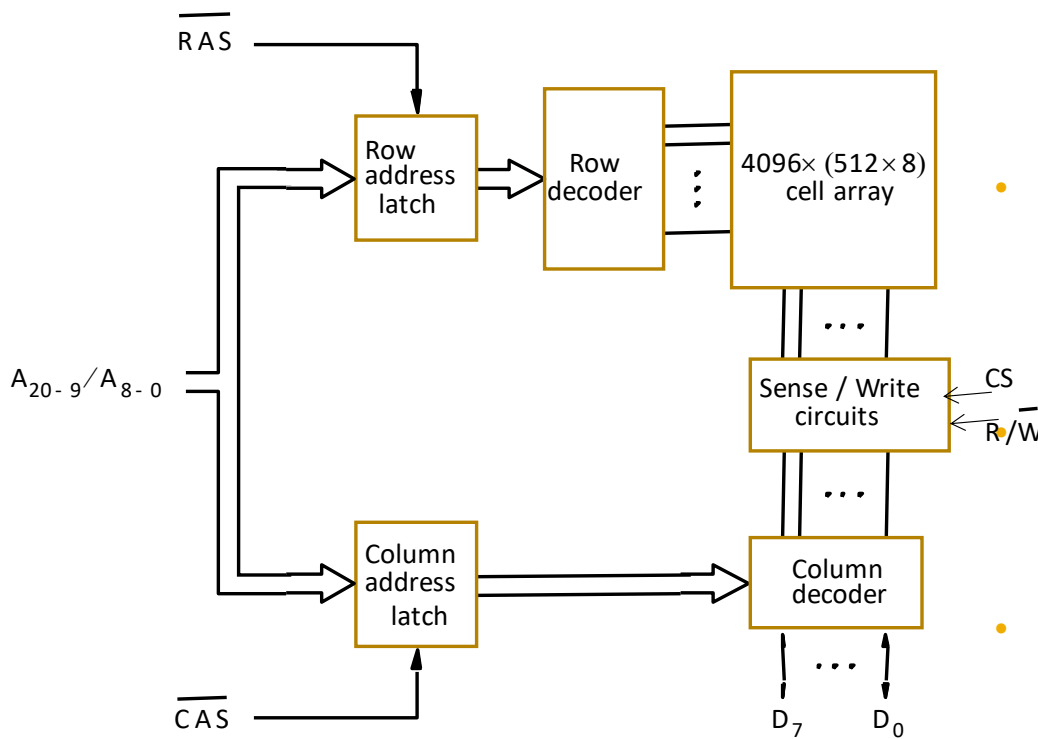 RAS
Row
address
latch
Row
decoder
4096× (512 × 8)
cell array
A20-9/A8-0
Sense / Write
circuits
CS
R/W
Column
address
latch
Column
decoder
CAS
D7 D0